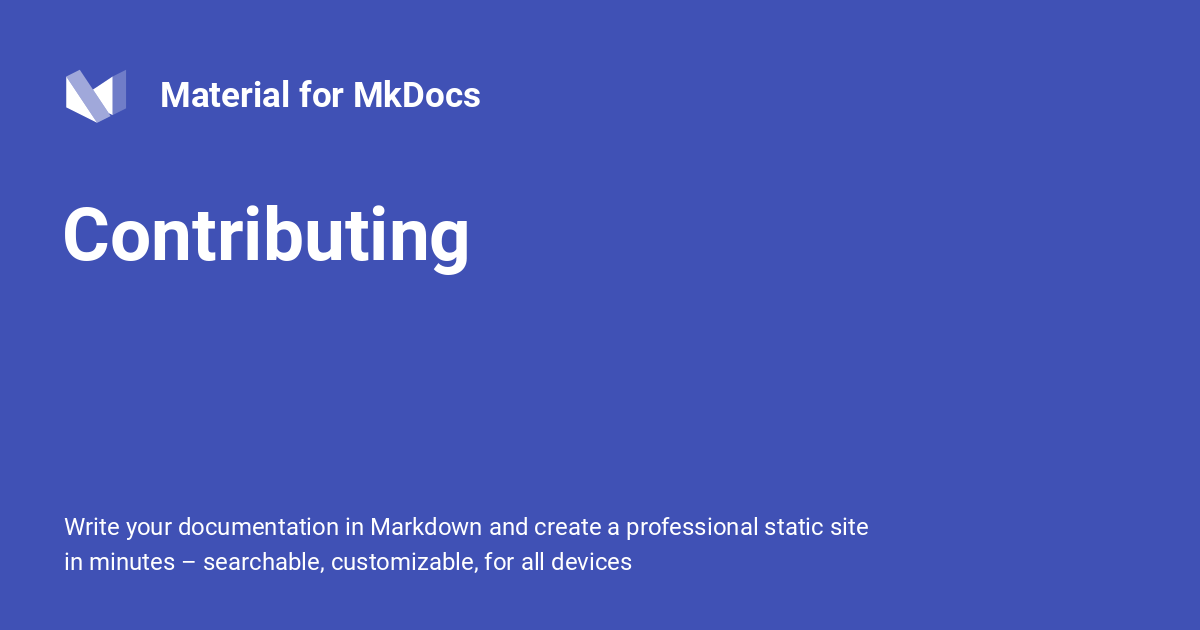 Material for MkDocs
Contributing
Write your documentation in Markdown and create a professional static site
in minutes – searchable, customizable, for all devices